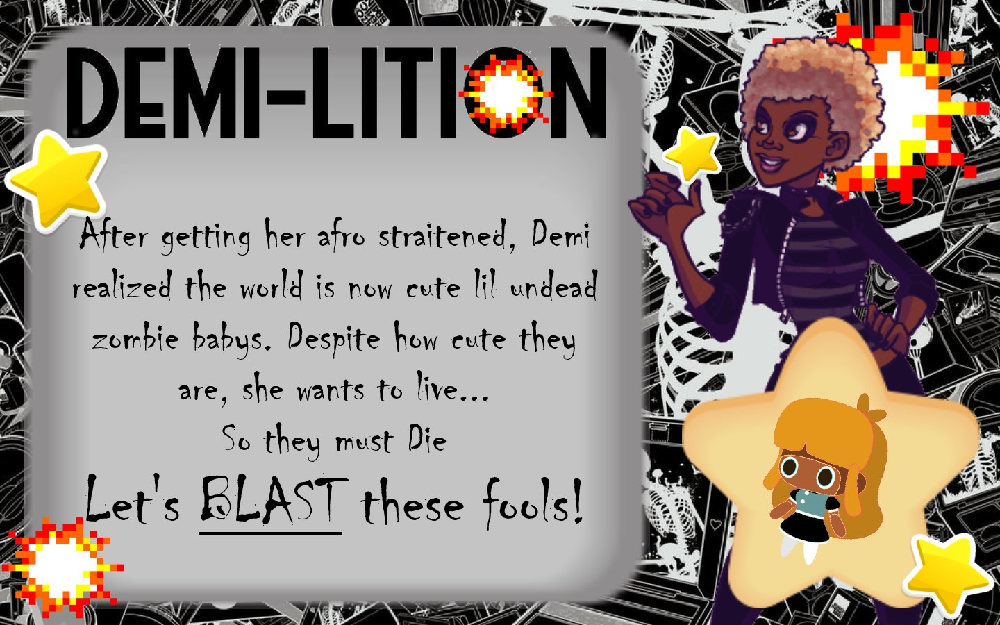 DEMI-LITION
After getting her afro straitened, Demi
realized the world is now cute lil undead
zombie babys. Despite how cute they
are, she wants to live...
So they must Die
Let's BLAST these fools!